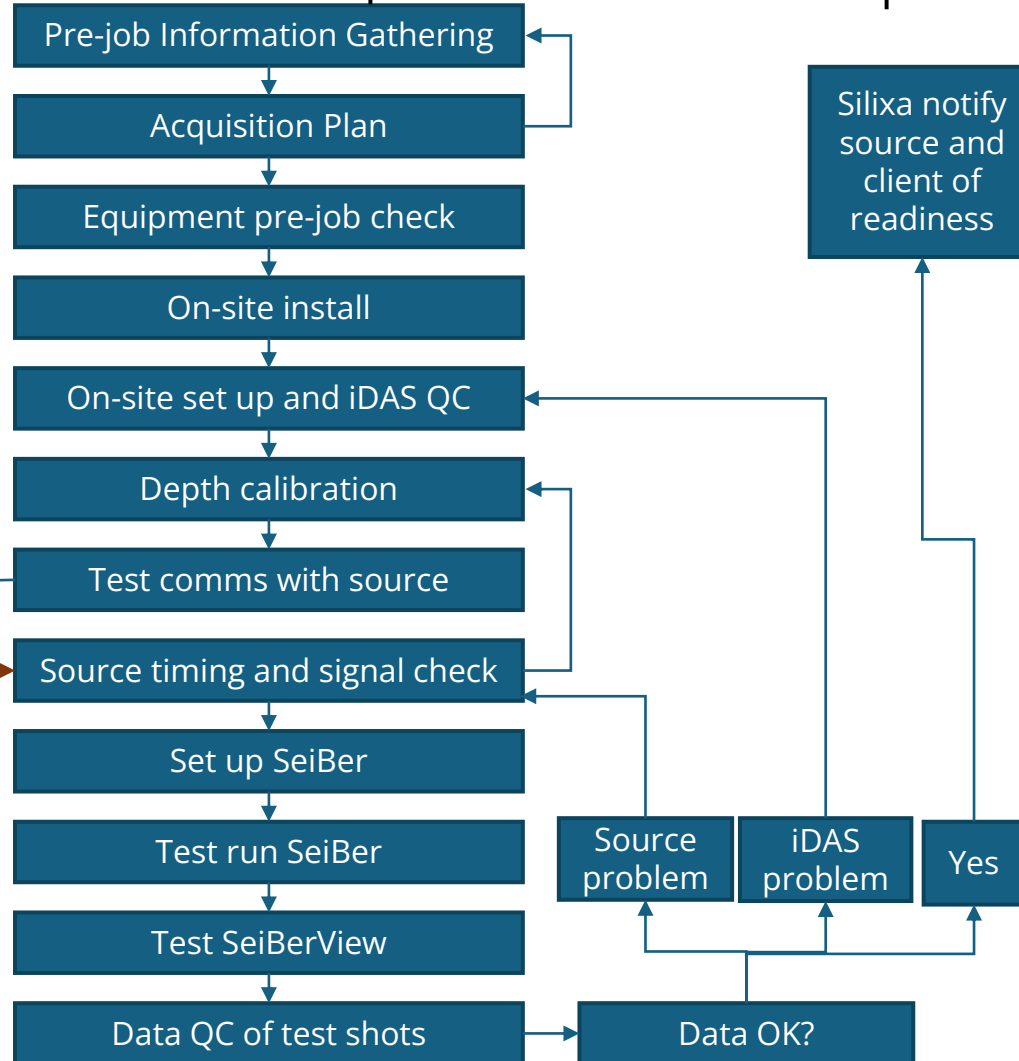 Pre-job Information Gathering
Acquisition Plan
Equipment pre-job check
On-site install
On-site set up and iDAS QC
Depth calibration
Test comms with source
Source timing and signal check
Set up SeiBer
Test run SeiBer
Test SeiBerView
Data QC of test shots
Data OK?
Source
problem
iDAS
problem
Yes
Silixa notify
source and
client of
readiness